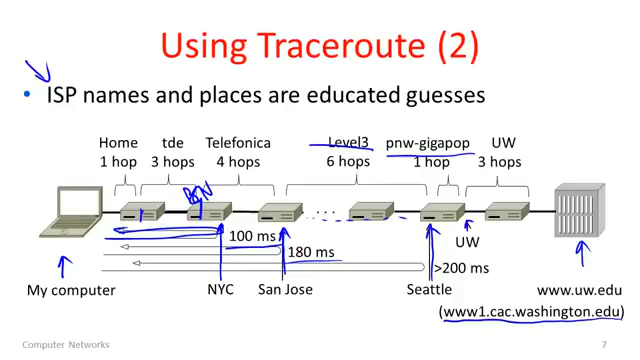 Using Traceroute (2)
• ISP names and places are educated guesses
Home tde Telefonica Level3 pnw-gigapop UW
1 hop 3 hops 4 hops 6 hops 1 hop 3 hops
100 ms
UW
180 ms
>200 ms
My computer NYC San Jose Seattle www.uw.edu
(www1.cac.washington.edu)
Computer Networks 7